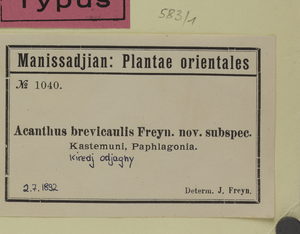 Typus
583/1
Manissadjian: Plantae orientales
№ 1040.
Acanthus brevicaulis Freyn. nov. subspec.
Kastemuni, Paphlagonia.
Kiredj odjaghy
2.7.1892
Determ. J. Freyn.